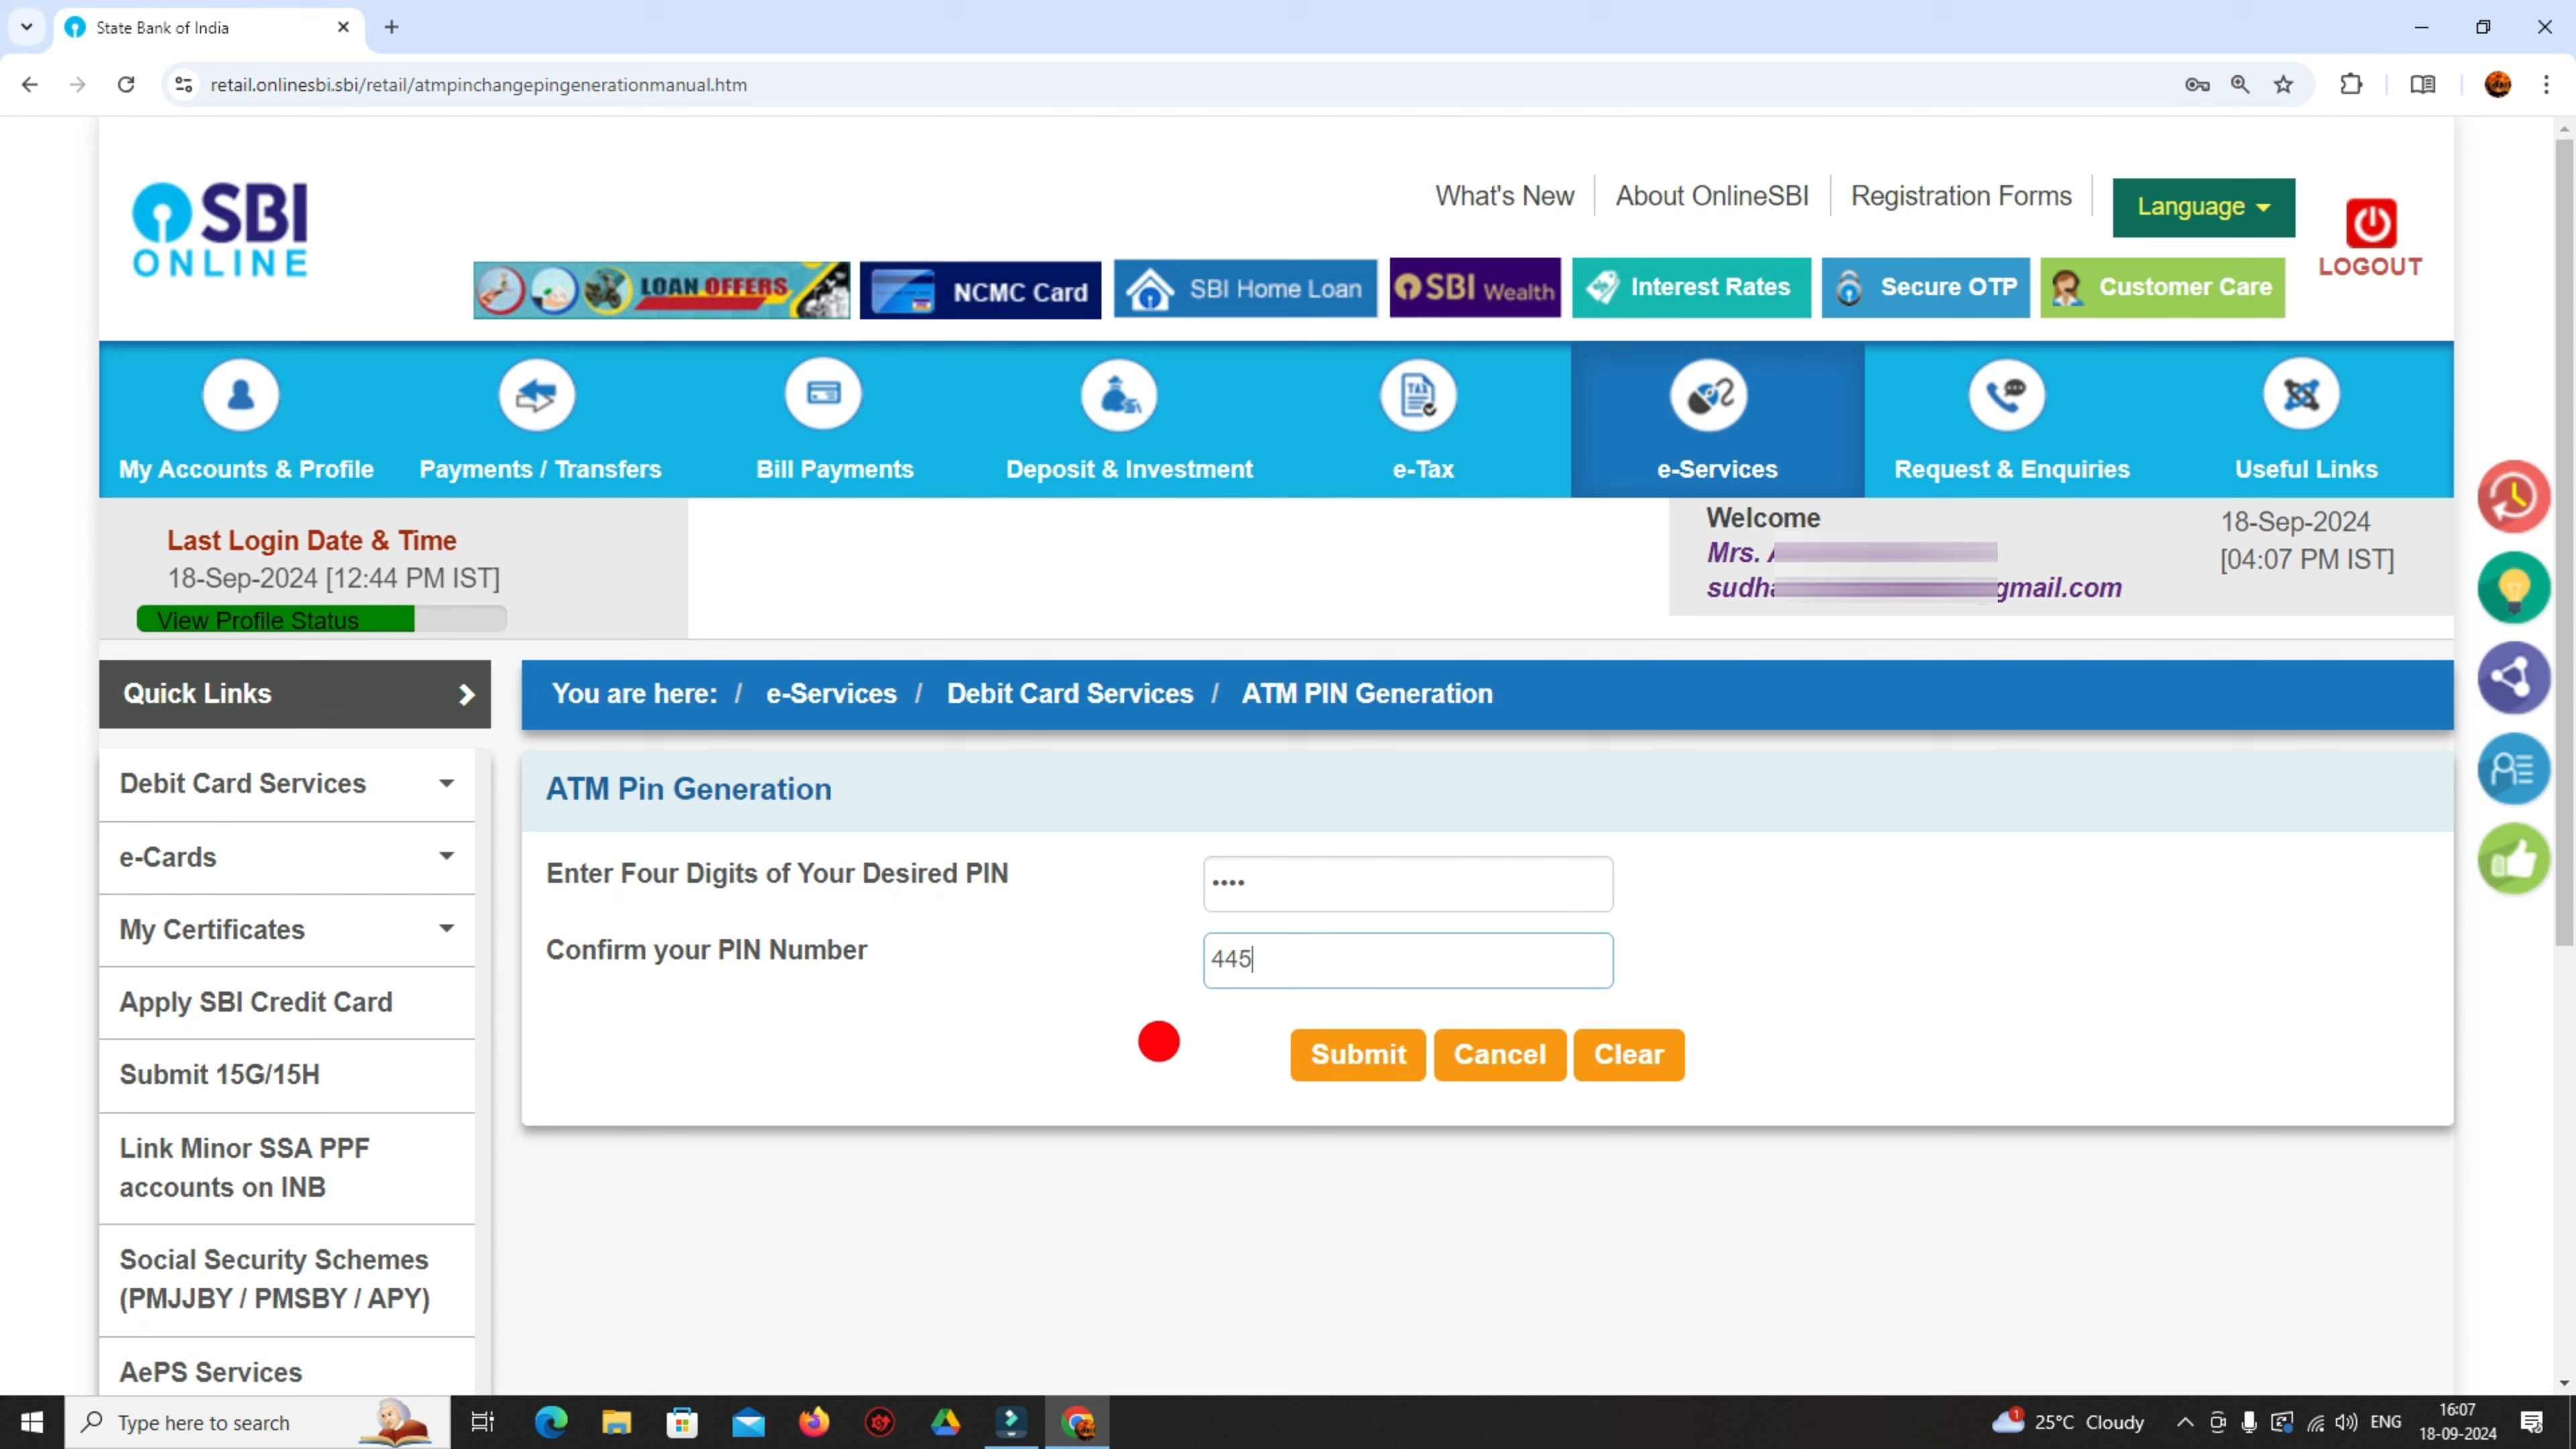 State Bank of India
retail.onlinesbi.sbi/retail/atmpinchangepingenerationmanual.htm
SBI
ONLINE
What's New
About OnlineSBI
Registration Forms
Language
LOGOUT
LOAN OFFERS
NCMC Card
SBI Home Loan
SBI Wealth
Interest Rates
Secure OTP
Customer Care
My Accounts & Profile
Payments / Transfers
Bill Payments
Deposit & Investment
TAX
e-Tax
e-Services
Request & Enquiries
Useful Links
Last Login Date & Time
18-Sep-2024 [12:44 PM IST]
View Profile Status
Welcome
Mrs.
gmail.com
18-Sep-2024
[04:07 PM IST]
Quick Links
You are here: / e-Services / Debit Card Services / ATM PIN Generation
Debit Card Services
e-Cards
My Certificates
Apply SBI Credit Card
Submit 15G/15H
Link Minor SSA PPF
accounts on INB
Social Security Schemes
(PMJJBY / PMSBY / APY)
AePS Services
ATM Pin Generation
Enter Four Digits of Your Desired PIN
••••
Confirm your PIN Number
445
Submit
Cancel
Clear
Type here to search
1
25°C Cloudy
ENG
16:07
18-09-2024